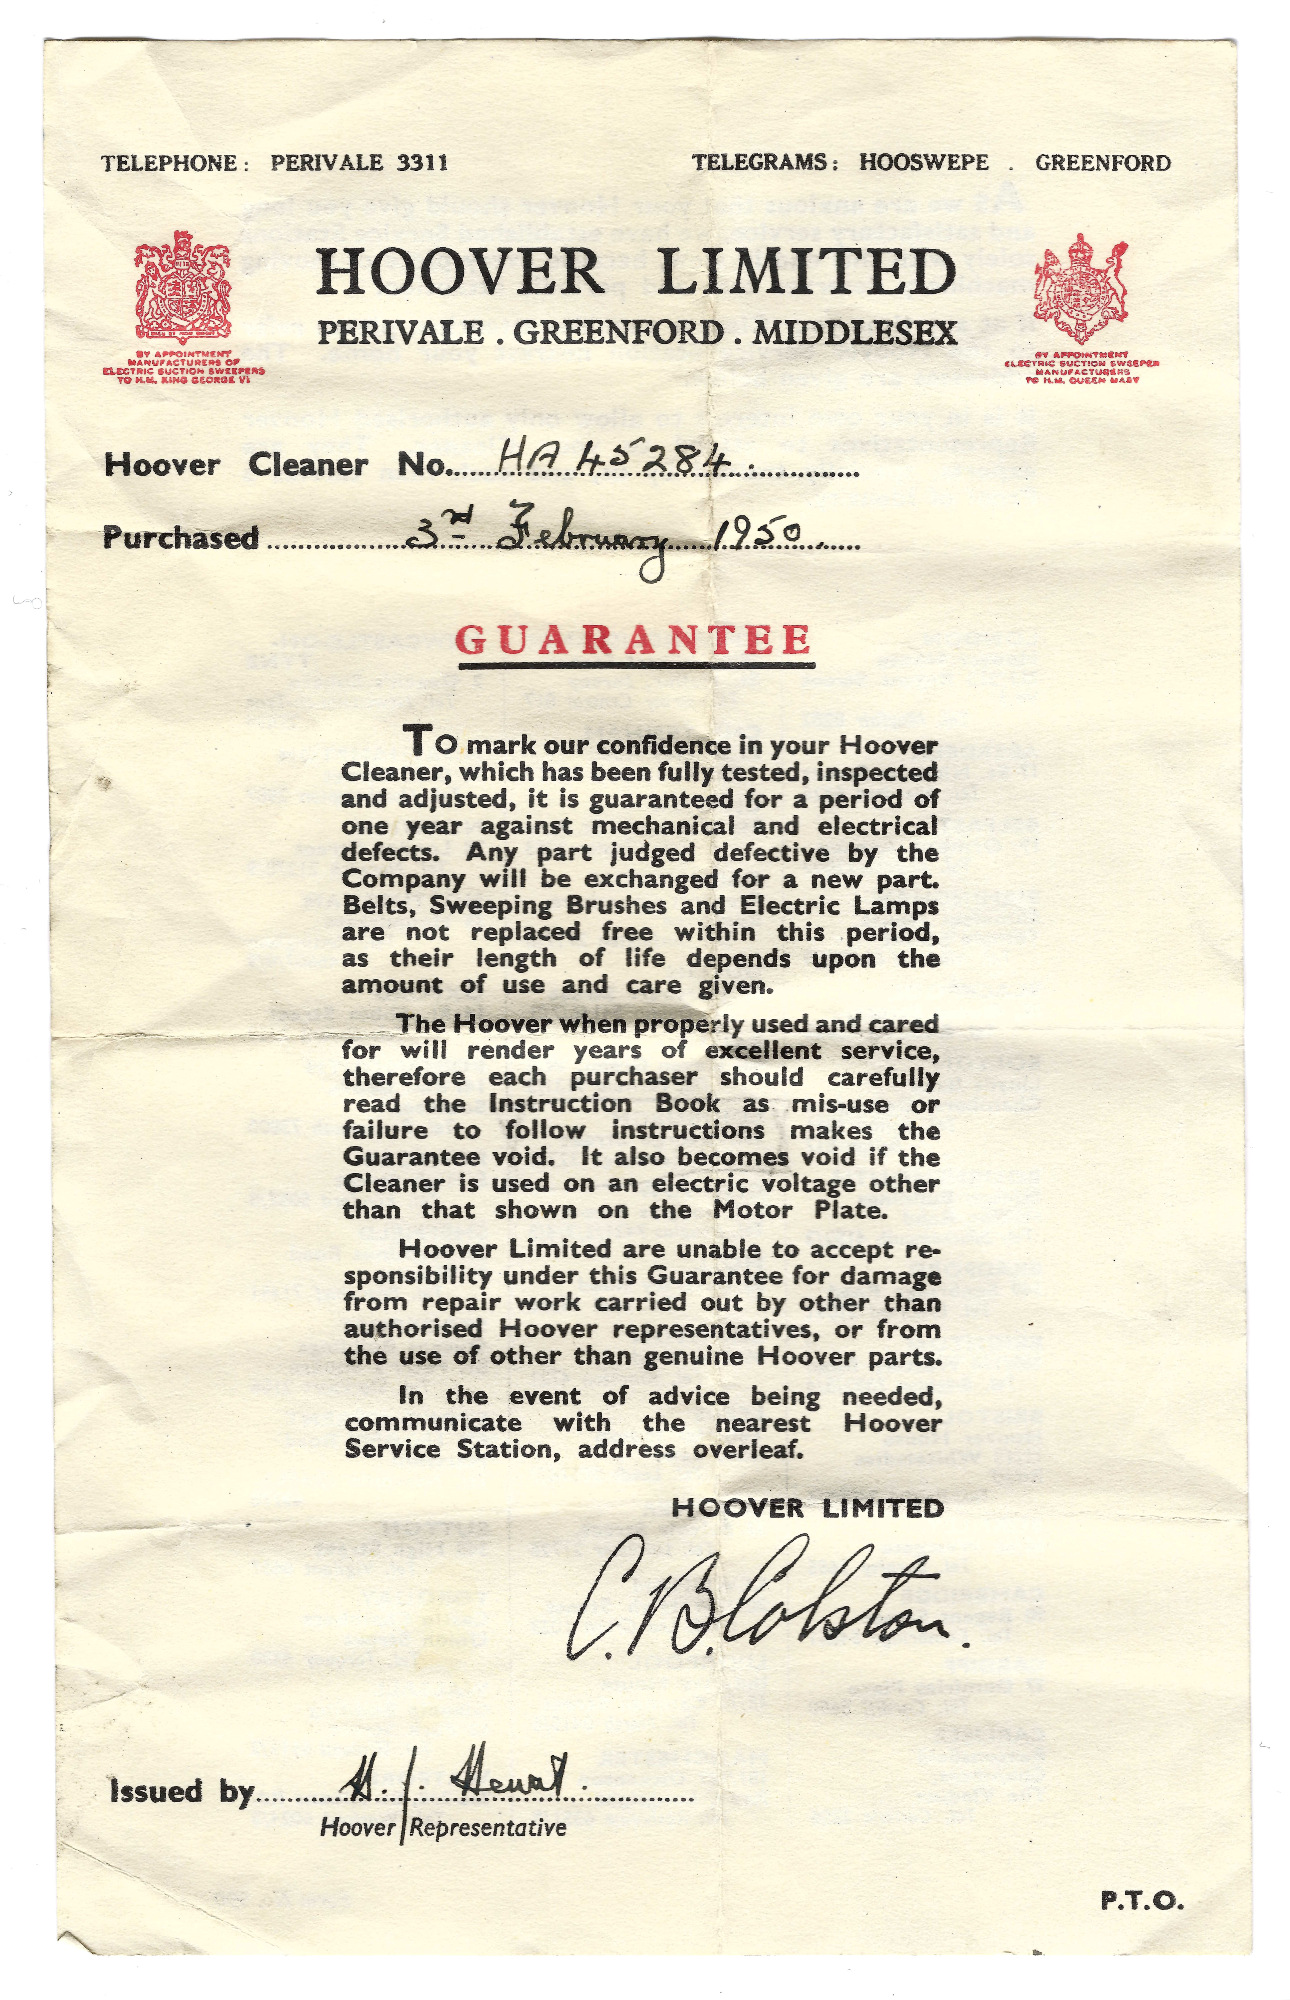 TELEPHONE: PERIVALE 3311 TELEGRAMS: HOOSWEPE . GREENFORD
HOOVER LIMITED
PERIVALE . GREENFORD . MIDDLESEX
BY APPOINTMENT
MANUFACTURERS OF
ELECTRIC SUCTION SWEEPERS
TO H.M. KING GEORGE VI
BY APPOINTMENT
ELECTRIC SUCTION SWEEPER
MANUFACTURERS
TO H.M. QUEEN MARY
Hoover Cleaner No. HA 45284
Purchased 3rd February 1950
GUARANTEE
To mark our confidence in your Hoover
Cleaner, which has been fully tested, inspected
and adjusted, it is guaranteed for a period of
one year against mechanical and electrical
defects. Any part judged defective by the
Company will be exchanged for a new part.
Belts, Sweeping Brushes and Electric Lamps
are not replaced free within this period,
as their length of life depends upon the
amount of use and care given.
The Hoover when properly used and cared
for will render years of excellent service,
therefore each purchaser should carefully
read the Instruction Book as mis-use or
failure to follow instructions makes the
Guarantee void. It also becomes void if the
Cleaner is used on an electric voltage other
than that shown on the Motor Plate.
Hoover Limited are unable to accept re-
sponsibility under this Guarantee for damage
from repair work carried out by other than
authorised Hoover representatives, or from
the use of other than genuine Hoover parts.
In the event of advice being needed,
communicate with the nearest Hoover
Service Station, address overleaf.
HOOVER LIMITED
C. B. Colston.
Issued by H. J.
Hoover Representative
P.T.O.